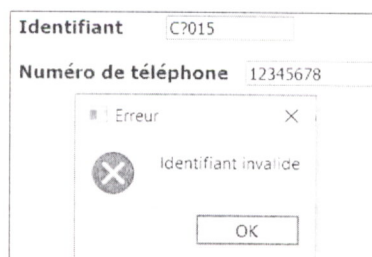 Identifiant C?015
Numéro de téléphone 12345678
Erreur
Identifiant invalide
OK